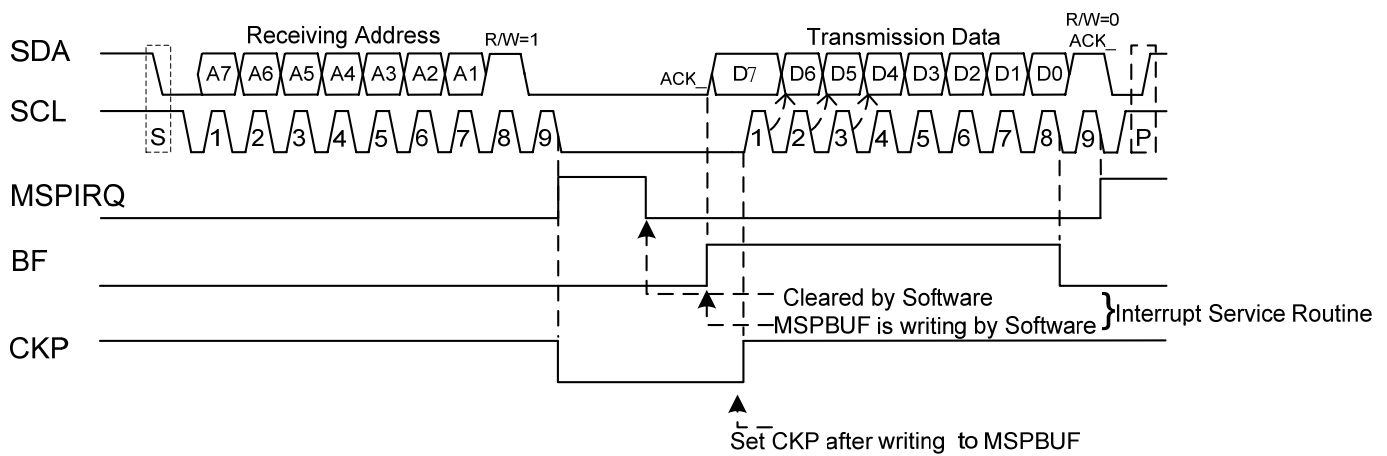 Receiving Address R/W=1 Transmission Data R/W=0
SDA A7 A6 A5 A4 A3 A2 A1 ACK_ D7 D6 D5 D4 D3 D2 D1 D0 ACK_
SCL S 1 2 3 4 5 6 7 8 9 1 2 3 4 5 6 7 8 9 P
MSPIRQ
BF
Cleared by Software
MSPBUF is writing by Software } Interrupt Service Routine
CKP
Set CKP after writing to MSPBUF